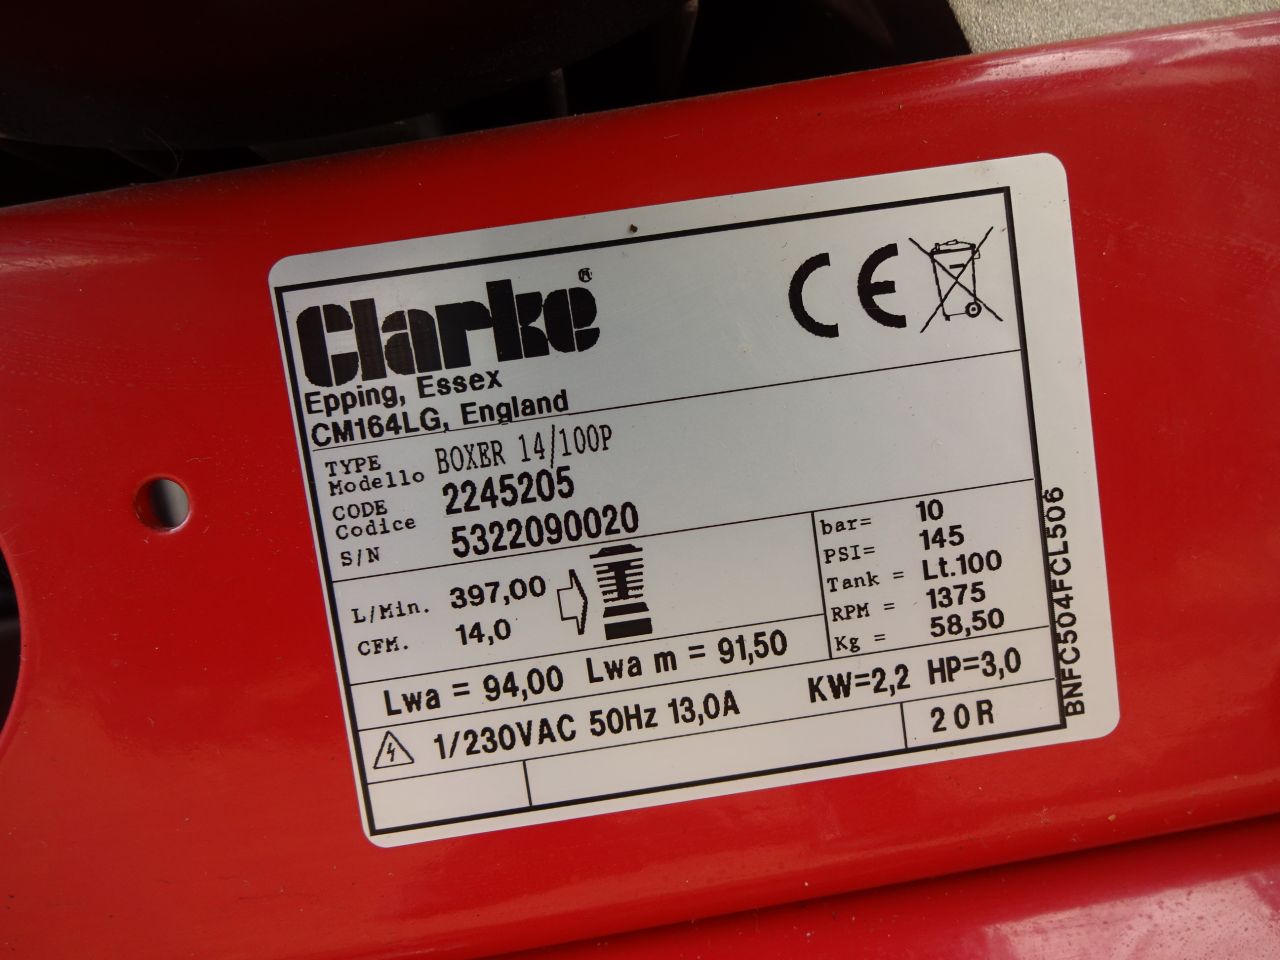 Clarke®
CE
Epping, Essex
CM164LG, England
TYPE
Modello BOXER 14/100P
CODE
Codice 2245205
S/N 5322090020
L/Min. 397,00
CFM. 14,0
bar= 10
PSI= 145
Tank = Lt.100
RPM = 1375
Kg = 58,50
Lwa = 94,00 Lwa m = 91,50
1/230VAC 50Hz 13,0A KW=2,2 HP=3,0
20R
BNFC504FCL506